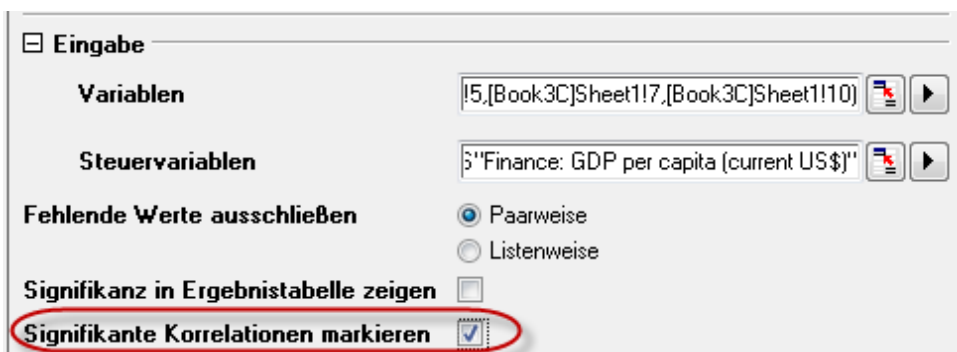 Eingabe
Variablen !5,[Book3C]Sheet1!7,[Book3C]Sheet1!10)
Steuervariablen "Finance: GDP per capita (current US$)"
Fehlende Werte ausschließen Paarweise
Listenweise
Signifikanz in Ergebnistabelle zeigen
Signifikante Korrelationen markieren